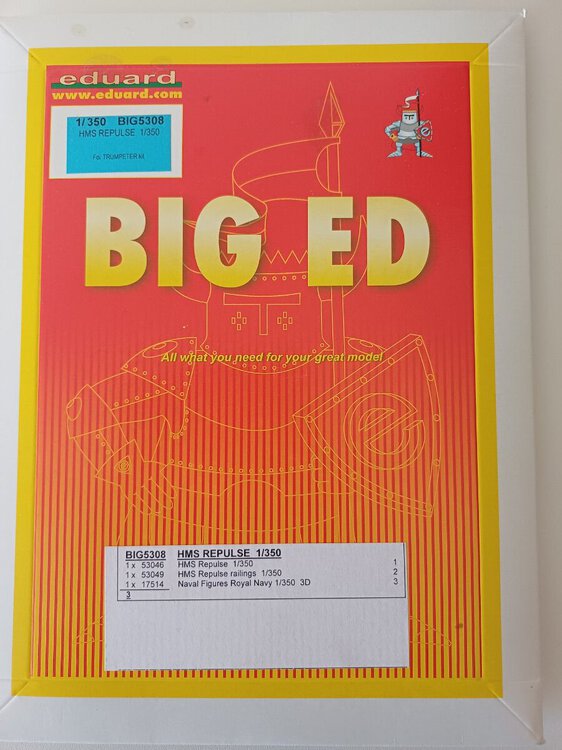 eduard
www.eduard.com
1/350 BIG5308
HMS REPULSE 1/350
For TRUMPETER kit
BIG ED
All what you need for your great model
BIG5308 HMS REPULSE 1/350
1 x 53046 HMS Repulse 1/350 1
1 x 53049 HMS Repulse railings 1/350 2
1 x 17514 Naval Figures Royal Navy 1/350 3D 3
3